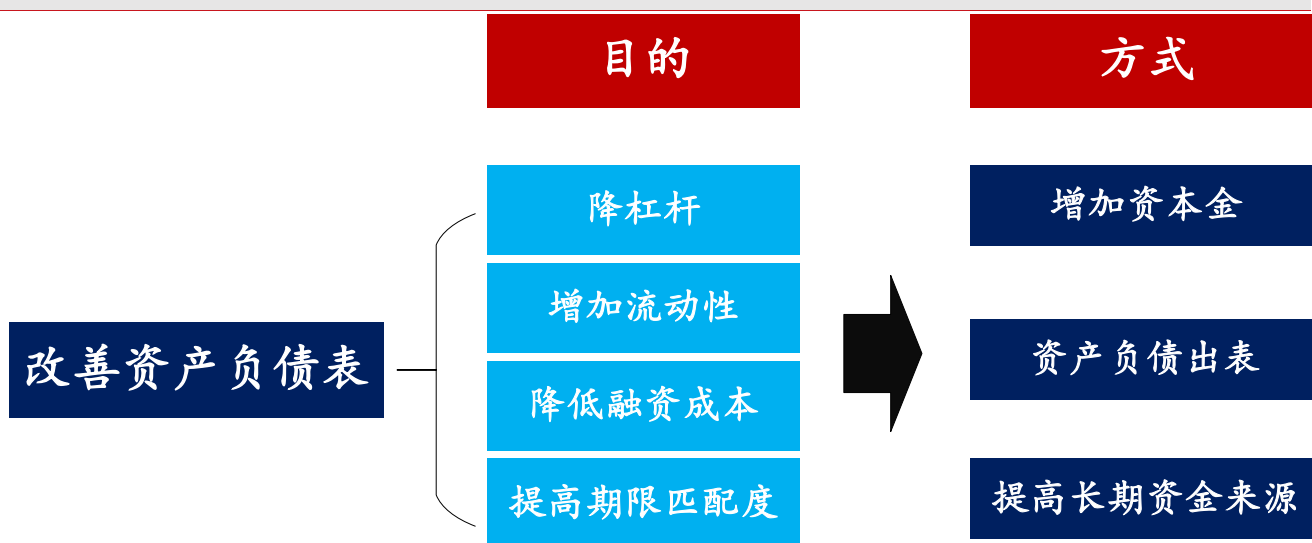 目的
方式
改善资产负债表
降杠杆
增加流动性
降低融资成本
提高期限匹配度
增加资本金
资产负债出表
提高长期资金来源